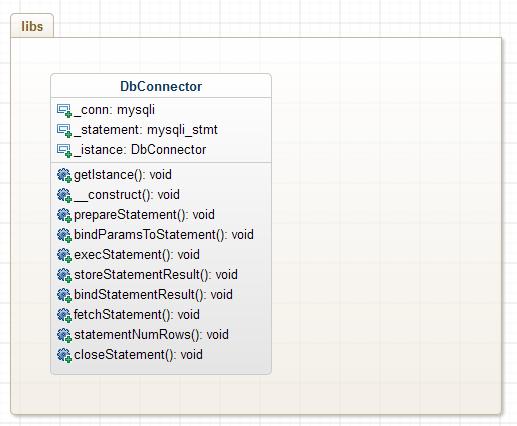 libs
DbConnector
_conn: mysqli
_statement: mysqli_stmt
_istance: DbConnector
getIstance(): void
__construct(): void
prepareStatement(): void
bindParamsToStatement(): void
execStatement(): void
storeStatementResult(): void
bindStatementResult(): void
fetchStatement(): void
statementNumRows(): void
closeStatement(): void